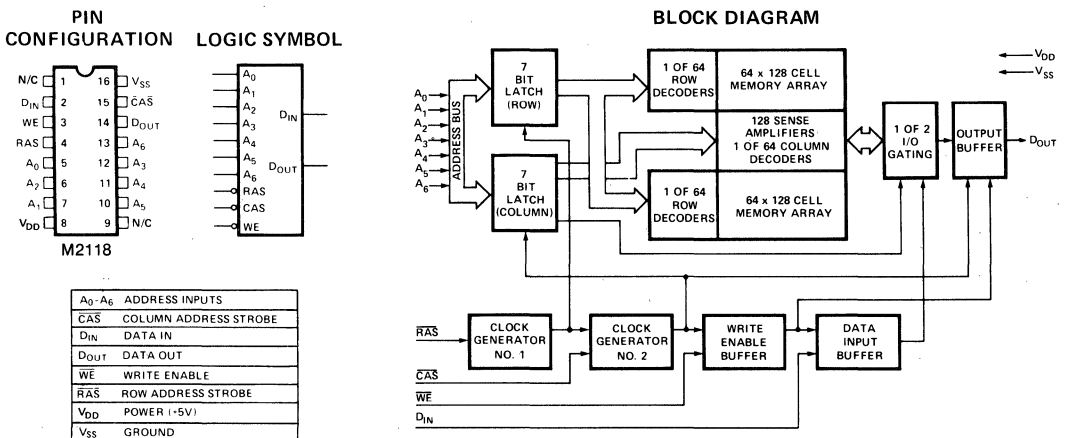 PIN
CONFIGURATION
N/C 1 16 VSS
DIN 2 15 C̅A̅S̅
WE 3 14 DOUT
RAS 4 13 A6
A0 5 12 A3
A2 6 11 A4
A1 7 10 A5
VDD 8 9 N/C
M2118
LOGIC SYMBOL
A0
A1
A2
A3
A4
A5
A6
RAS
CAS
WE
DIN
DOUT
A0-A6 ADDRESS INPUTS
C̅A̅S̅ COLUMN ADDRESS STROBE
DIN DATA IN
DOUT DATA OUT
W̅E̅ WRITE ENABLE
R̅A̅S̅ ROW ADDRESS STROBE
VDD POWER (+5V)
VSS GROUND
BLOCK DIAGRAM
A0
A1
A2
A3
A4
A5
A6
ADDRESS BUS
7
BIT
LATCH
(ROW)
7
BIT
LATCH
(COLUMN)
1 OF 64
ROW
DECODERS
64 x 128 CELL
MEMORY ARRAY
128 SENSE
AMPLIFIERS
1 OF 64 COLUMN
DECODERS
1 OF 64
ROW
DECODERS
64 x 128 CELL
MEMORY ARRAY
1 OF 2
I/O
GATING
OUTPUT
BUFFER
DOUT
VDD
VSS
R̅A̅S̅
CLOCK
GENERATOR
NO. 1
CLOCK
GENERATOR
NO. 2
WRITE
ENABLE
BUFFER
DATA
INPUT
BUFFER
C̅A̅S̅
W̅E̅
DIN